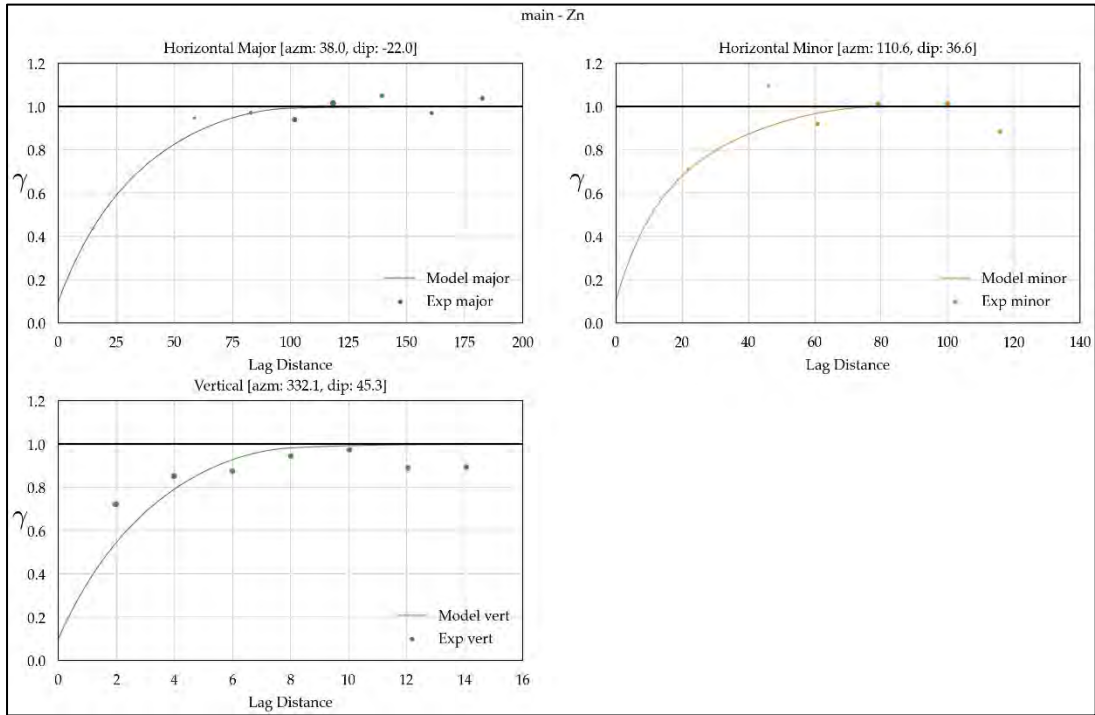 main - Zn
Horizontal Major [azm: 38.0, dip: -22.0]
1.2
1.0
0.8
γ
0.6
0.4
0.2
0.0
Model major
Exp major
0 25 50 75 100 125 150 175 200
Lag Distance
Horizontal Minor [azm: 110.6, dip: 36.6]
1.2
1.0
0.8
γ
0.6
0.4
0.2
0.0
Model minor
Exp minor
0 20 40 60 80 100 120 140
Lag Distance
Vertical [azm: 332.1, dip: 45.3]
1.2
1.0
0.8
γ
0.6
0.4
0.2
0.0
Model vert
Exp vert
0 2 4 6 8 10 12 14 16
Lag Distance